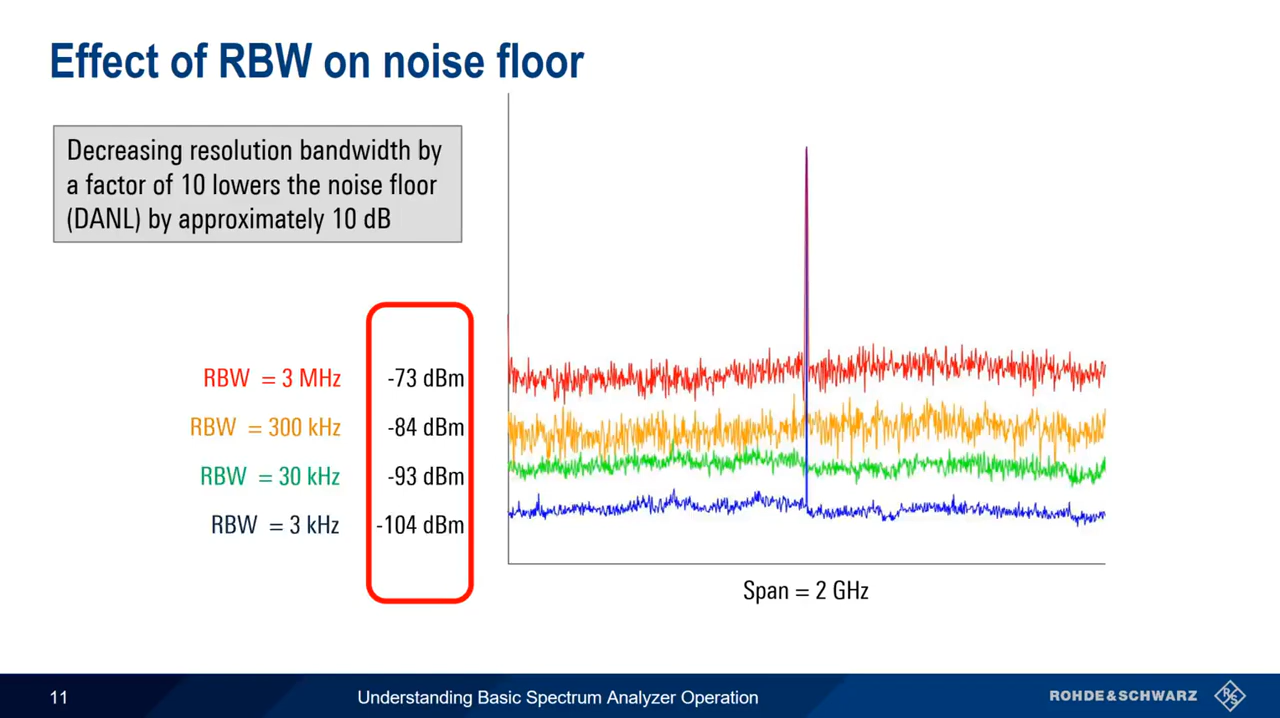 Effect of RBW on noise floor
Decreasing resolution bandwidth by
a factor of 10 lowers the noise floor
(DANL) by approximately 10 dB
RBW = 3 MHz -73 dBm
RBW = 300 kHz -84 dBm
RBW = 30 kHz -93 dBm
RBW = 3 kHz -104 dBm
Span = 2 GHz
11 Understanding Basic Spectrum Analyzer Operation ROHDE&SCHWARZ R S